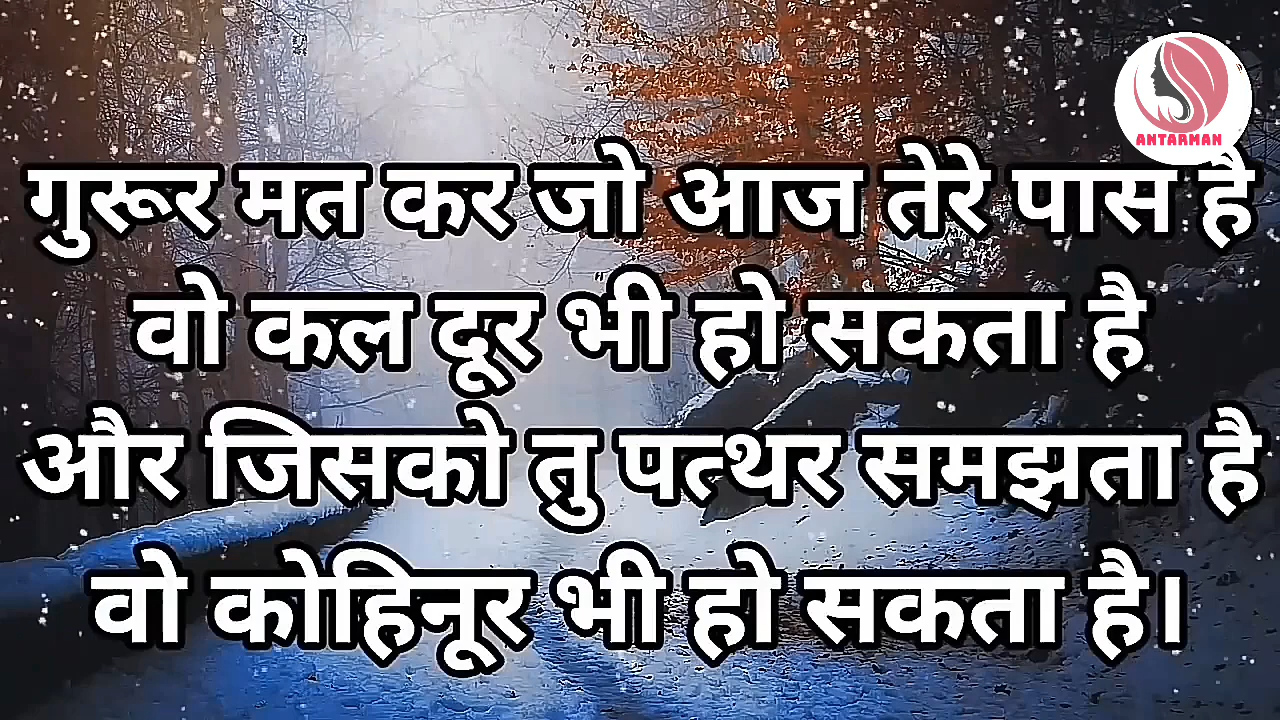 ANTARMAN
गुरूर मत कर जो आज तेरे पास है
वो कल दूर भी हो सकता है
और जिसको तु पत्थर समझता है
वो कोहिनूर भी हो सकता है।